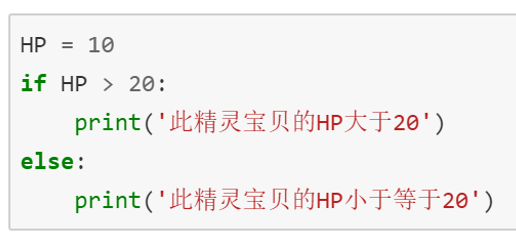 HP = 10
if HP > 20:
    print('此精灵宝贝的HP大于20')
else:
    print('此精灵宝贝的HP小于等于20')